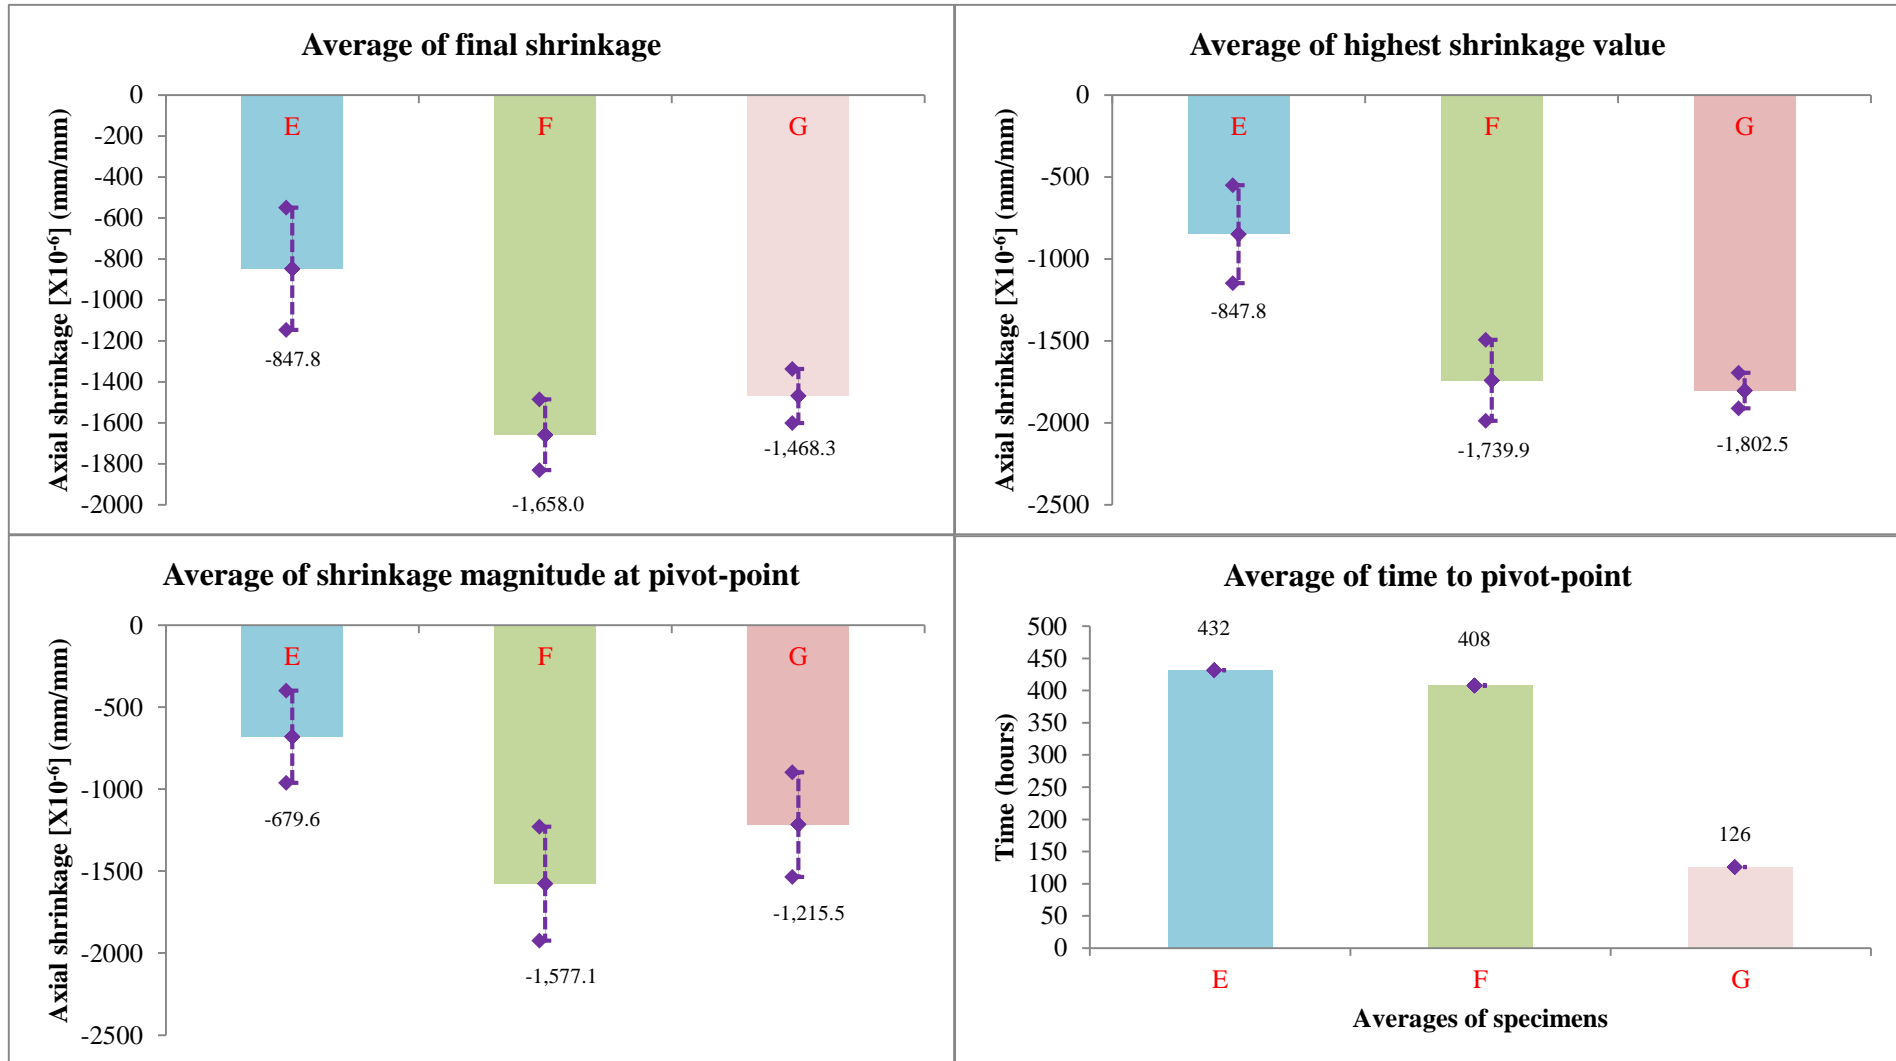 Average of final shrinkage
Axial shrinkage [X10⁻⁶] (mm/mm)
0
-200
-400
-600
-800
-1000
-1200
-1400
-1600
-1800
-2000
E
F
G
-847.8
-1,658.0
-1,468.3
Average of highest shrinkage value
Axial shrinkage [X10⁻⁶] (mm/mm)
0
-500
-1000
-1500
-2000
-2500
E
F
G
-847.8
-1,739.9
-1,802.5
Average of shrinkage magnitude at pivot-point
Axial shrinkage [X10⁻⁶] (mm/mm)
0
-500
-1000
-1500
-2000
-2500
E
F
G
-679.6
-1,577.1
-1,215.5
Average of time to pivot-point
Time (hours)
500
450
400
350
300
250
200
150
100
50
0
432
408
126
E
F
G
Averages of specimens